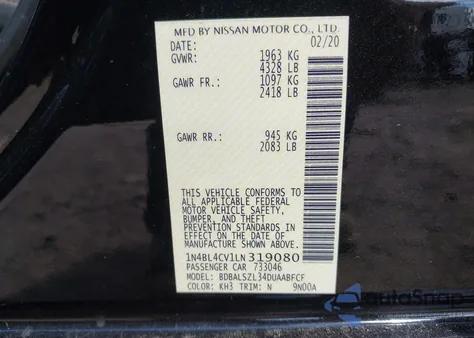 MFD BY NISSAN MOTOR CO., LTD.
DATE: 02/20
GVWR: 1963 KG
4328 LB
GAWR FR.: 1097 KG
2418 LB
GAWR RR.: 945 KG
2083 LB
THIS VEHICLE CONFORMS TO
ALL APPLICABLE FEDERAL
MOTOR VEHICLE SAFETY,
BUMPER, AND THEFT
PREVENTION STANDARDS IN
EFFECT ON THE DATE OF
MANUFACTURE SHOWN ABOVE.
1N4BL4CV1LN319080
PASSENGER CAR 733046
MODEL: BDBALSZL34DUAABFCF
COLOR: KH3 TRIM: N 9N00A